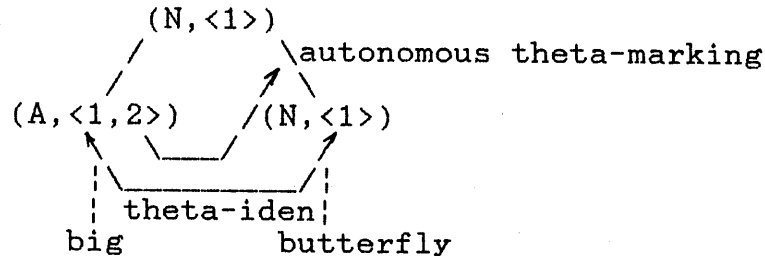 (N,<1>)
autonomous theta-marking
(A,<1,2>) (N,<1>)
theta-iden
big butterfly